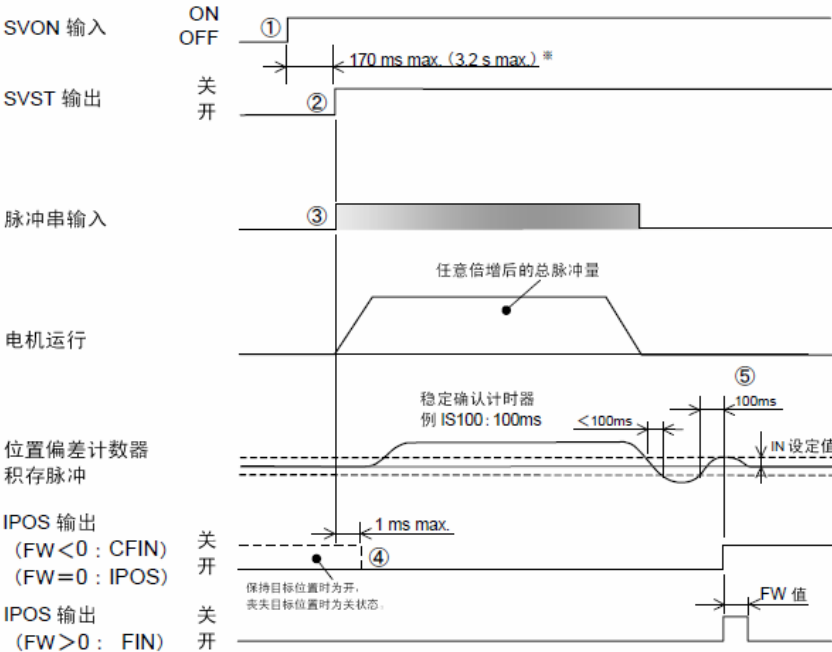 SVON 输入
ON
OFF
①
170 ms max. (3.2 s max.) ※
SVST 输出
关
开
②
脉冲串输入
③
任意倍增后的总脉冲量
电机运行
⑤
稳定确认计时器
例 IS100 : 100ms
<100ms
100ms
位置偏差计数器
积存脉冲
IN 设定值
IPOS 输出
(FW<0 : CFIN)
(FW=0 : IPOS)
关
开
1 ms max.
④
保持目标位置时为开,
丧失目标位置时为关状态.
FW 值
IPOS 输出
(FW>0 : FIN)
关
开